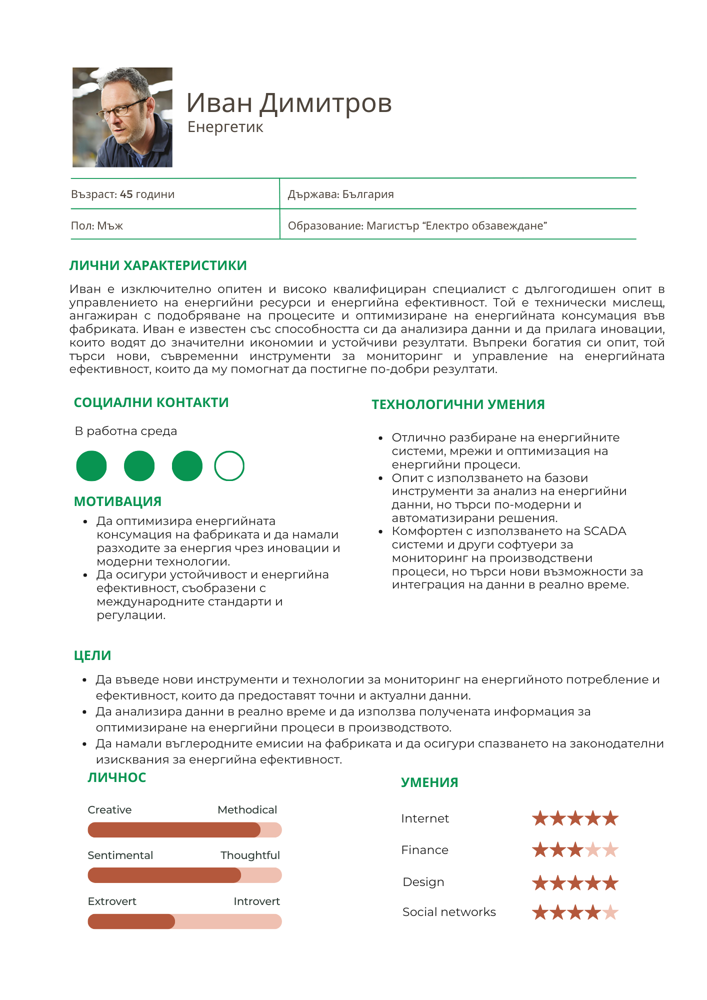 Иван Димитров
Енергетик
Възраст: 45 години
Държава: България
Пол: Мъж
Образование: Магистър “Електро обзавеждане”
ЛИЧНИ ХАРАКТЕРИСТИКИ
Иван е изключително опитен и високо квалифициран специалист с дългогодишен опит в
управлението на енергийни ресурси и енергийна ефективност. Той е технически мислещ,
ангажиран с подобряване на процесите и оптимизиране на енергийната консумация във
фабриката. Иван е известен със способността си да анализира данни и да прилага иновации,
които водят до значителни икономии и устойчиви резултати. Въпреки богатия си опит, той
търси нови, съвременни инструменти за мониторинг и управление на енергийната
ефективност, които да му помогнат да постигне по-добри резултати.
СОЦИАЛНИ КОНТАКТИ
В работна среда
МОТИВАЦИЯ
Да оптимизира енергийната
консумация на фабриката и да намали
разходите за енергия чрез иновации и
модерни технологии.
Да осигури устойчивост и енергийна
ефективност, съобразени с
международните стандарти и
регулации.
ТЕХНОЛОГИЧНИ УМЕНИЯ
Отлично разбиране на енергийните
системи, мрежи и оптимизация на
енергийни процеси.
Опит с използването на базови
инструменти за анализ на енергийни
данни, но търси по-модерни и
автоматизирани решения.
Комфортен с използването на SCADA
системи и други софтуери за
мониторинг на производствени
процеси, но търси нови възможности за
интеграция на данни в реално време.
ЦЕЛИ
Да въведе нови инструменти и технологии за мониторинг на енергийното потребление и
ефективност, които да предоставят точни и актуални данни.
Да анализира данни в реално време и да използва получената информация за
оптимизиране на енергийни процеси в производството.
Да намали въглеродните емисии на фабриката и да осигури спазването на законодателни
изисквания за енергийна ефективност.
ЛИЧНОС
Creative Methodical
Sentimental Thoughtful
Extrovert Introvert
УМЕНИЯ
Internet
Finance
Design
Social networks